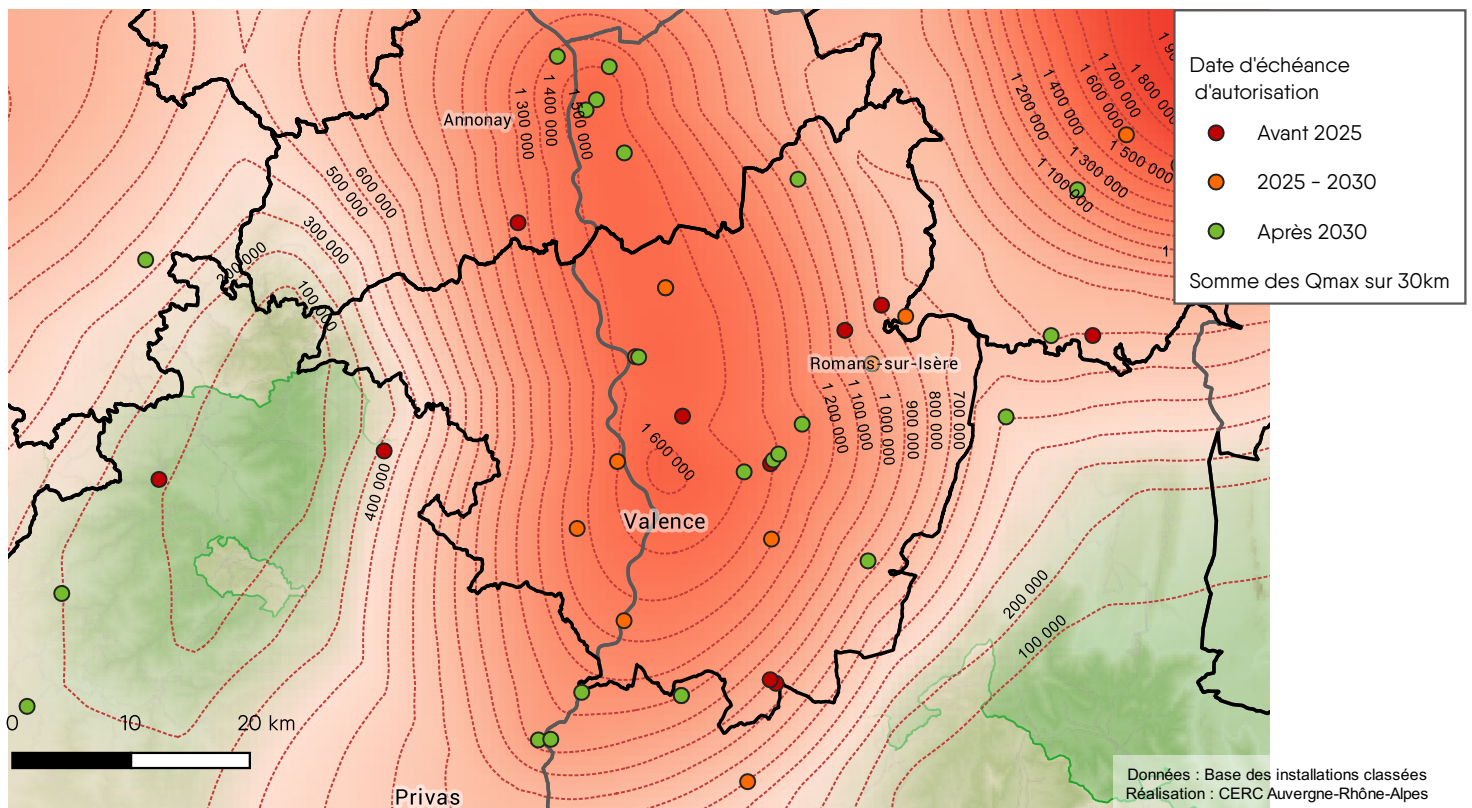 Date d'échéance
d'autorisation
Avant 2025
2025 - 2030
Après 2030
Somme des Qmax sur 30km
Annonay
1 300 000
1 400 000
1 500 000
500 000
600 000
300 000
200 000
100 000
400 000
1 200 000
1 400 000
1 600 000
1 700 000
1 800 000
1 500 000
1 300 000
1 100 000
Romans-sur-Isère
1 200 000
1 100 000
1 000 000
900 000
800 000
700 000
1 600 000
Valence
200 000
100 000
0 10 20 km
Privas
Données : Base des installations classées
Réalisation : CERC Auvergne-Rhône-Alpes